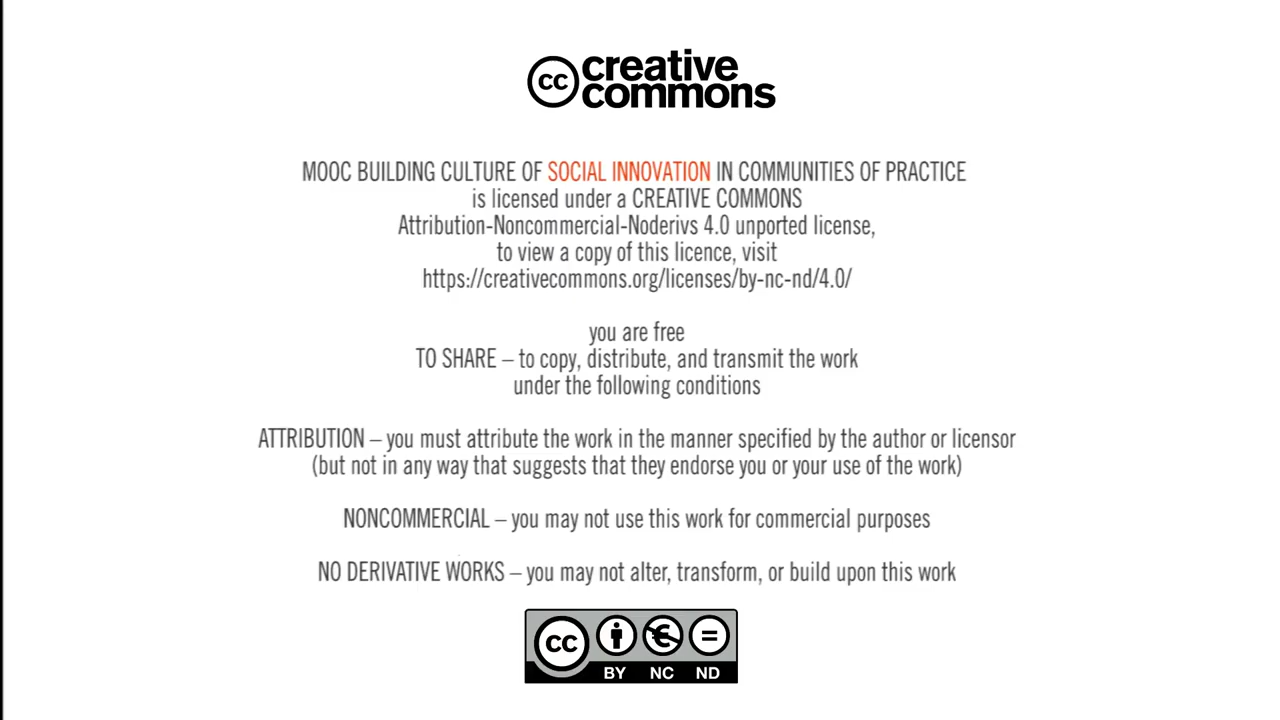 cc creative
commons
MOOC BUILDING CULTURE OF SOCIAL INNOVATION IN COMMUNITIES OF PRACTICE
is licensed under a CREATIVE COMMONS
Attribution-Noncommercial-Noderivs 4.0 unported license,
to view a copy of this licence, visit
https://creativecommons.org/licenses/by-nc-nd/4.0/
you are free
TO SHARE – to copy, distribute, and transmit the work
under the following conditions
ATTRIBUTION – you must attribute the work in the manner specified by the author or licensor
(but not in any way that suggests that they endorse you or your use of the work)
NONCOMMERCIAL – you may not use this work for commercial purposes
NO DERIVATIVE WORKS – you may not alter, transform, or build upon this work
cc € =
BY NC ND